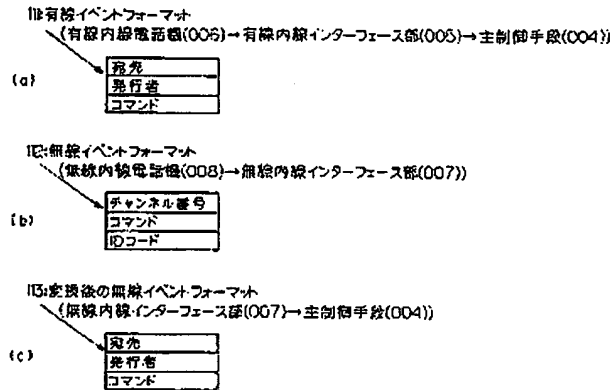 111:有線イベントフォーマット
(有線内線電話機(006)→有線内線インターフェース部(005)→主制御手段(004))
(a)
宛先
発行者
コマンド
112:無線イベントフォーマット
(無線内線電話機(008)→無線内線インターフェース部(007))
(b)
チャンネル番号
コマンド
IDコード
113:変換後の無線イベントフォーマット
(無線内線インターフェース部(007)→主制御手段(004))
(c)
宛先
発行者
コマンド